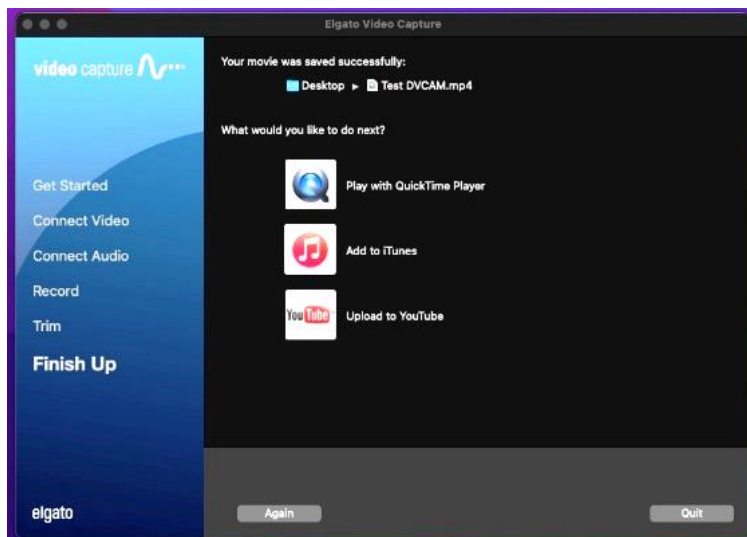 Elgato Video Capture
video capture
Get Started
Connect Video
Connect Audio
Record
Trim
Finish Up
elgato
Your movie was saved successfully:
Desktop ▸ Test DVCAM.mp4
What would you like to do next?
Play with QuickTime Player
Add to iTunes
YouTube
Upload to YouTube
Again
Quit